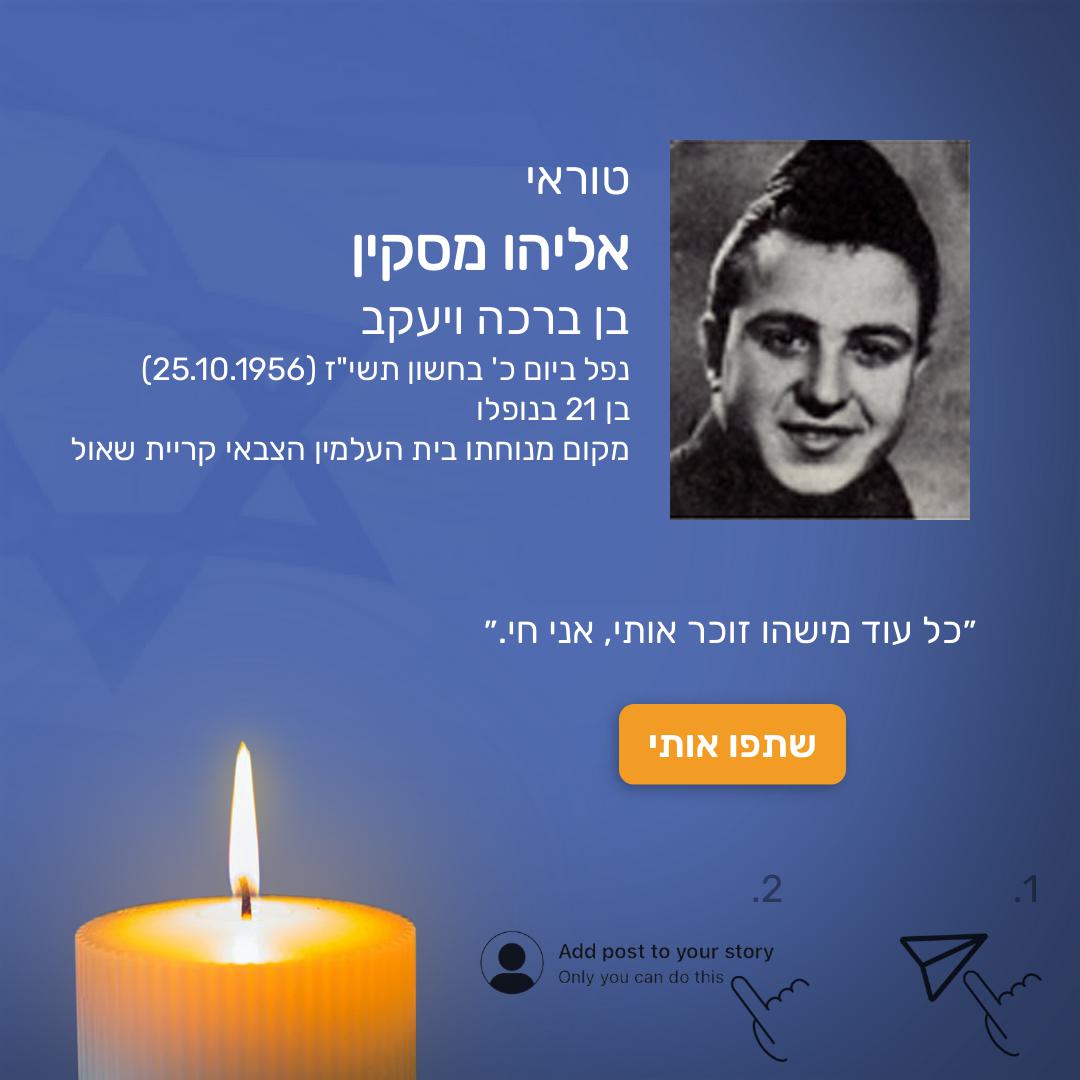 טוראי
אליהו מסקין
בן ברכה ויעקב
נפל ביום כ' בחשון תשי"ז (25.10.1956)
בן 21 בנופלו
מקום מנוחתו בית העלמין הצבאי קריית שאול
״כל עוד מישהו זוכר אותי, אני חי.״
שתפו אותי
1.
2.
Add post to your story
Only you can do this